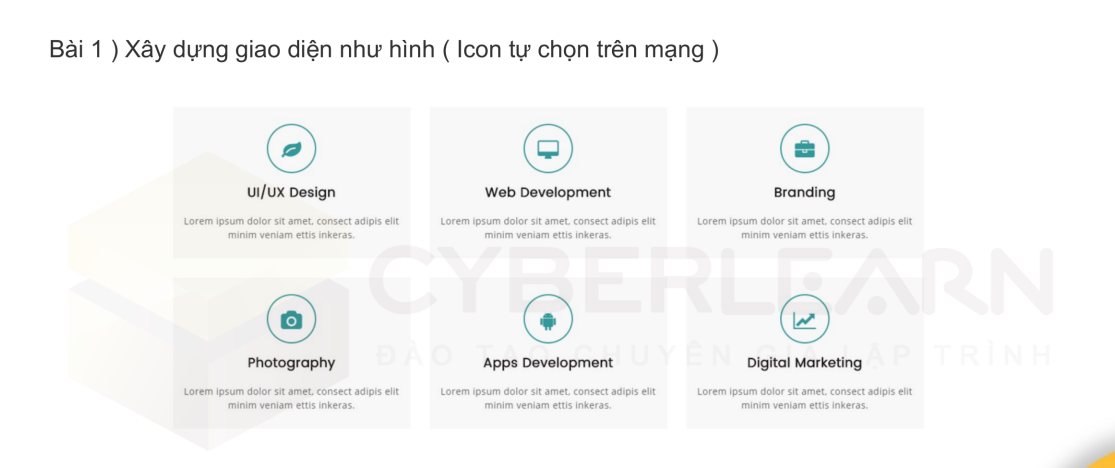 Bài 1 ) Xây dựng giao diện như hình ( Icon tự chọn trên mạng )
UI/UX Design
Lorem ipsum dolor sit amet, consect adipis elit
minim veniam ettis inkeras.
Web Development
Lorem ipsum dolor sit amet, consect adipis elit
minim veniam ettis inkeras.
Branding
Lorem ipsum dolor sit amet, consect adipis elit
minim veniam ettis inkeras.
CYBERLEARN
ĐÀO TẠO CHUYÊN GIA LẬP TRÌNH
Photography
Lorem ipsum dolor sit amet, consect adipis elit
minim veniam ettis inkeras.
Apps Development
Lorem ipsum dolor sit amet, consect adipis elit
minim veniam ettis inkeras.
Digital Marketing
Lorem ipsum dolor sit amet, consect adipis elit
minim veniam ettis inkeras.